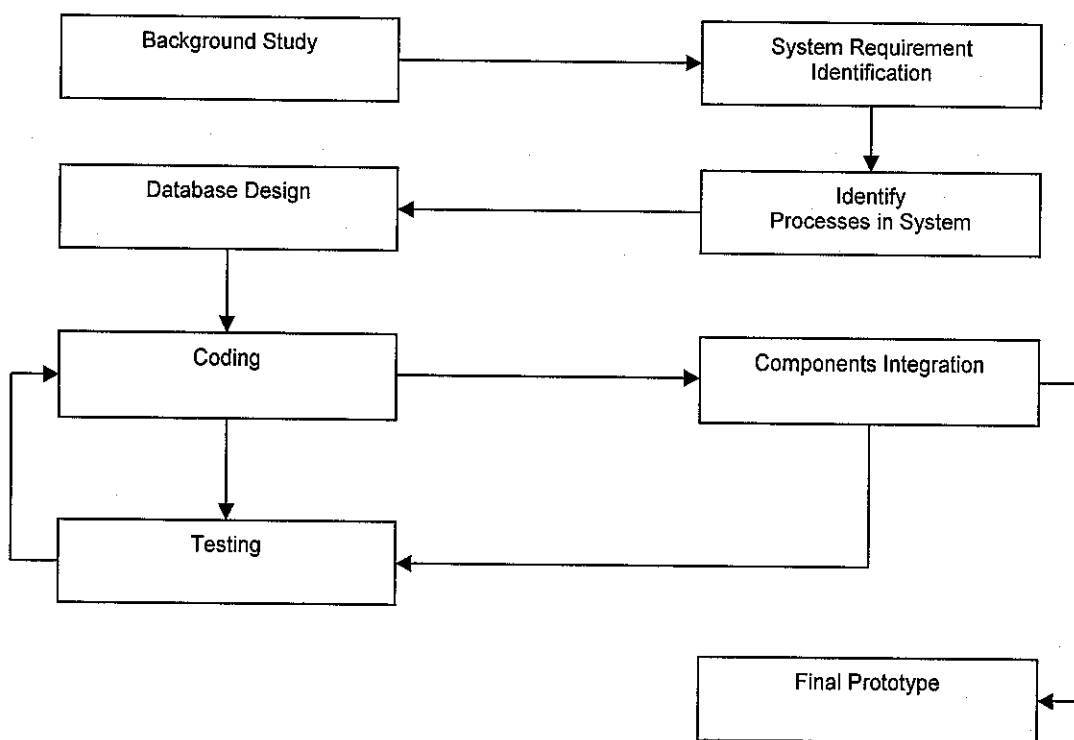 Background Study
System Requirement
Identification
Database Design
Identify
Processes in System
Coding
Components Integration
Testing
Final Prototype